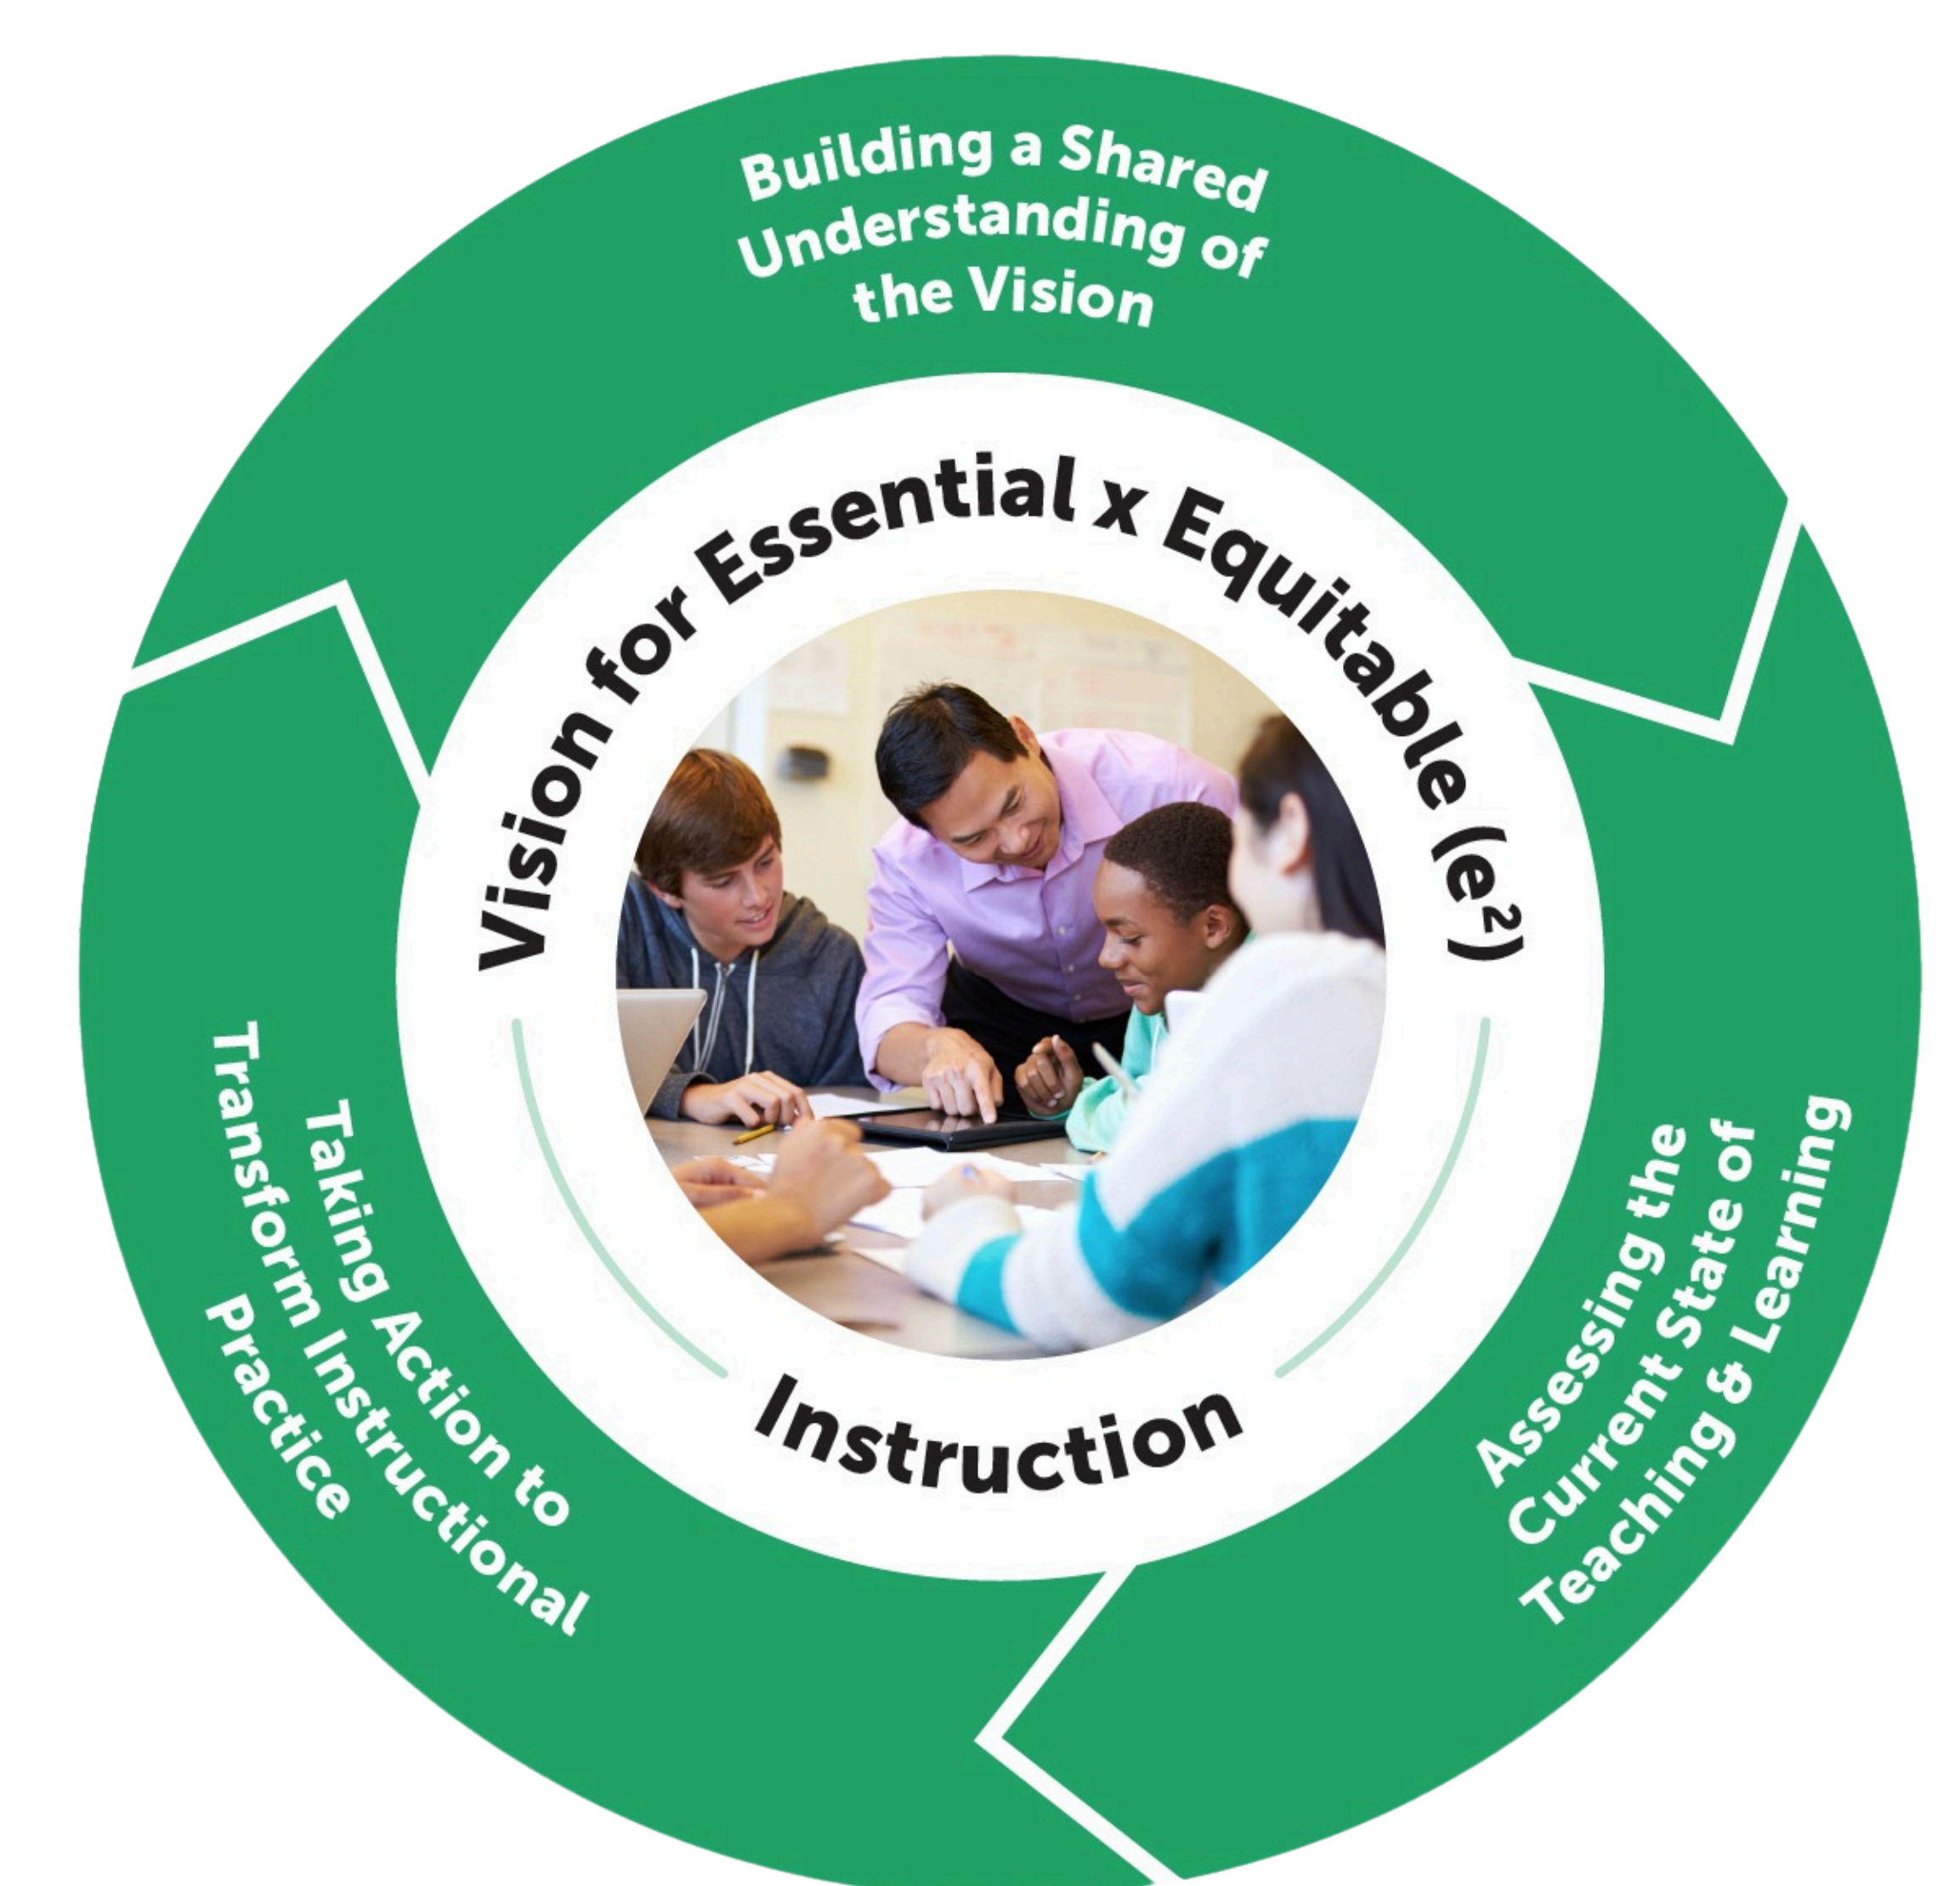 Building a Shared
Understanding of
the Vision
Vision for Essential x Equitable (e²)
Instruction
Assessing the
Current State of
Teaching & Learning
Taking Action to
Transform Instructional
Practice